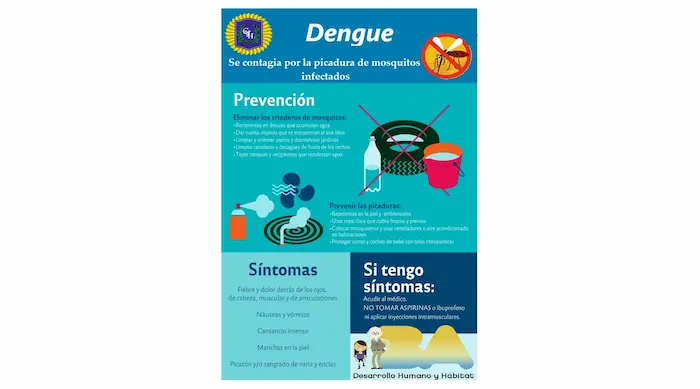 Dengue
Se contagia por la picadura de mosquitos
infectados
Prevención
Eliminar los criaderos de mosquitos:
•Recipientes en desuso que acumulan agua
•Dar vuelta objetos que se encuentran al aire libre
•Limpiar y ordenar patios y desmalezar jardines
•Limpiar canaletas y desagües de lluvia de los techos
•Tapar tanques y recipientes que contengan agua
Prevenir las picaduras:
•Repelentes en la piel y ambientales
•Usar ropa clara que cubra brazos y piernas
•Colocar mosquiteros y usar ventiladores o aire acondicionado
en habitaciones
•Proteger cunas y coches de bebé con telas mosquiteras
Síntomas
Fiebre y dolor detrás de los ojos,
de cabeza, muscular y de articulaciones
Náuseas y vómitos
Cansancio intenso
Manchas en la piel
Picazón y/o sangrado de nariz y encías
Si tengo
síntomas:
Acudir al médico.
NO TOMAR ASPIRINAS o ibuprofeno
ni aplicar inyecciones intramusculares.
BA
Desarrollo Humano y Hábitat